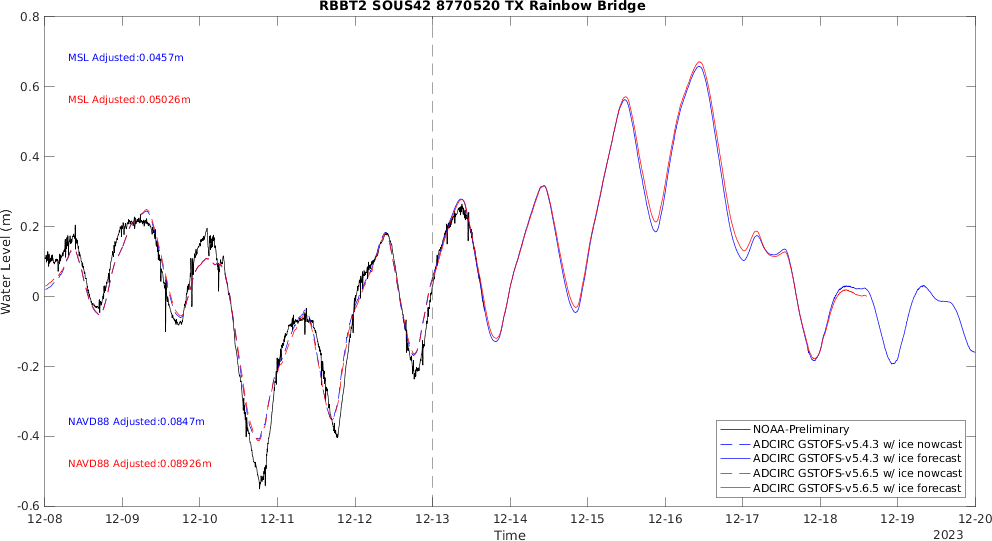 RBBT2 SOUS42 8770520 TX Rainbow Bridge
0.8
0.6
0.4
0.2
0
-0.2
-0.4
-0.6
Water Level (m)
MSL Adjusted:0.0457m
MSL Adjusted:0.05026m
NAVD88 Adjusted:0.0847m
NAVD88 Adjusted:0.08926m
NOAA-Preliminary
ADCIRC GSTOFS-v5.4.3 w/ ice nowcast
ADCIRC GSTOFS-v5.4.3 w/ ice forecast
ADCIRC GSTOFS-v5.6.5 w/ ice nowcast
ADCIRC GSTOFS-v5.6.5 w/ ice forecast
12-08 12-09 12-10 12-11 12-12 12-13 12-14 12-15 12-16 12-17 12-18 12-19 12-20
Time
2023